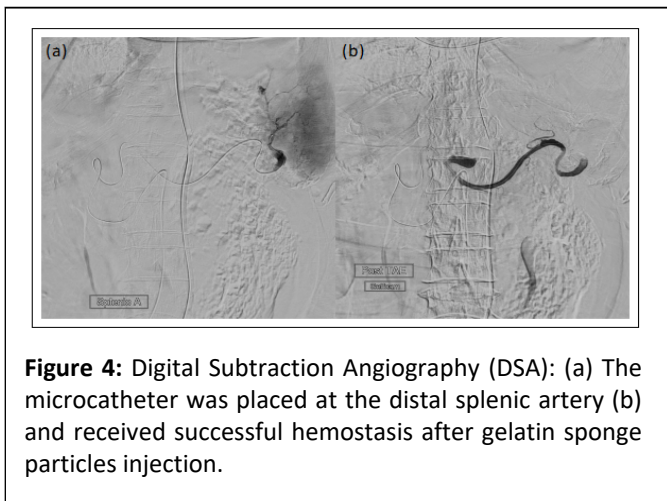 (a)
(b)
Splenic A
Post TAE
Figure 4: Digital Subtraction Angiography (DSA): (a) The
microcatheter was placed at the distal splenic artery (b)
and received successful hemostasis after gelatin sponge
particles injection.